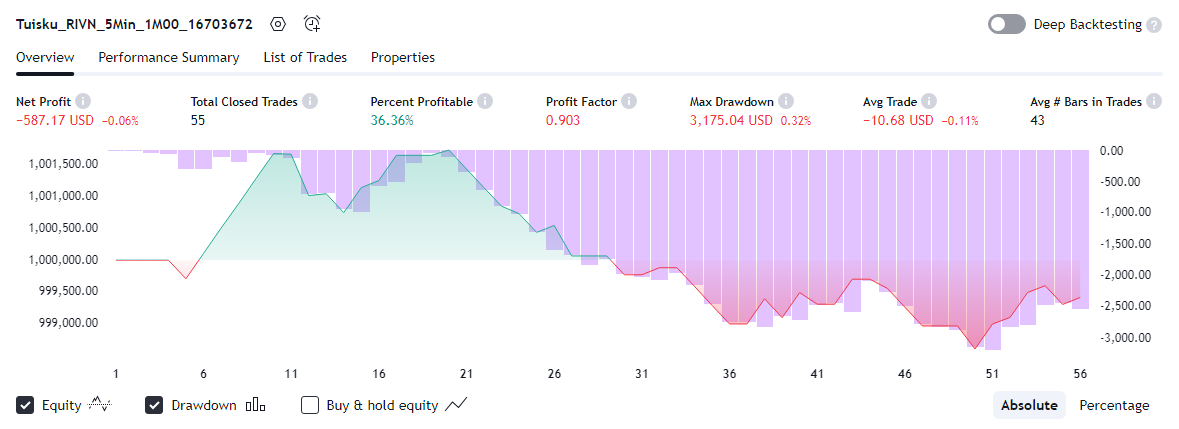 Tuisku_RIVN_5Min_1M00_16703672
Deep Backtesting ?
Overview Performance Summary List of Trades Properties
Net Profit Total Closed Trades Percent Profitable Profit Factor Max Drawdown Avg Trade Avg # Bars in Trades
−587.17 USD −0.06% 55 36.36% 0.903 3,175.04 USD 0.32% −10.68 USD −0.11% 43
1,001,500.00 0.00
1,001,000.00 -500.00
1,000,500.00 -1,000.00
1,000,000.00 -1,500.00
999,500.00 -2,000.00
999,000.00 -2,500.00
-3,000.00
1 6 11 16 21 26 31 36 41 46 51 56
Equity Drawdown Buy & hold equity Absolute Percentage